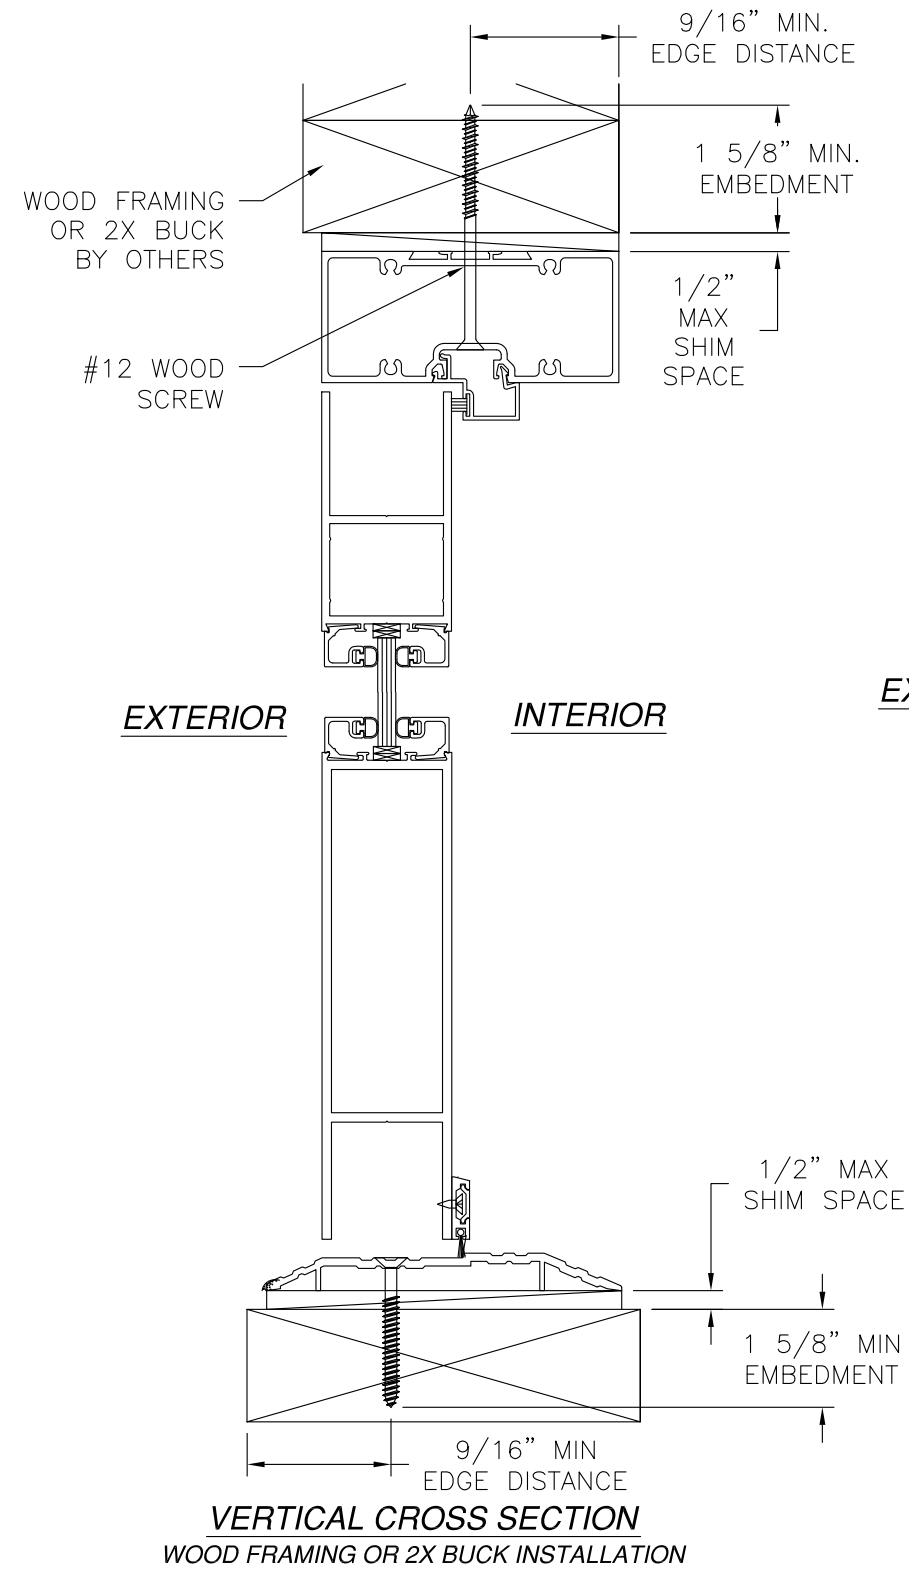 9/16” MIN.
EDGE DISTANCE
1 5/8” MIN.
EMBEDMENT
WOOD FRAMING
OR 2X BUCK
BY OTHERS
1/2”
MAX
SHIM
SPACE
#12 WOOD
SCREW
EXTERIOR
INTERIOR
EX
1/2” MAX
SHIM SPACE
1 5/8” MIN
EMBEDMENT
9/16” MIN
EDGE DISTANCE
VERTICAL CROSS SECTION
WOOD FRAMING OR 2X BUCK INSTALLATION